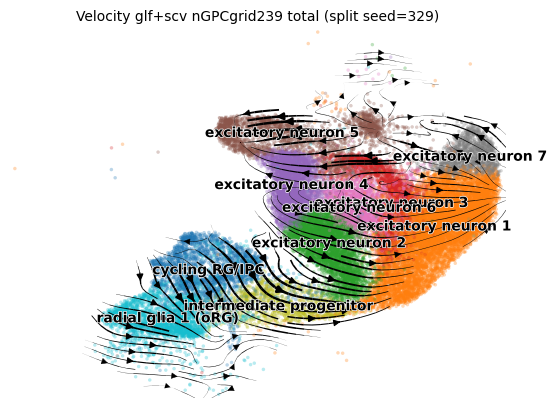 Velocity glf+scv nGPCgrid239 total (split seed=329)
excitatory neuron 5
excitatory neuron 7
excitatory neuron 4
excitatory neuron 3
excitatory neuron 6
excitatory neuron 1
excitatory neuron 2
cycling RG/IPC
intermediate progenitor
radial glia 1 (oRG)